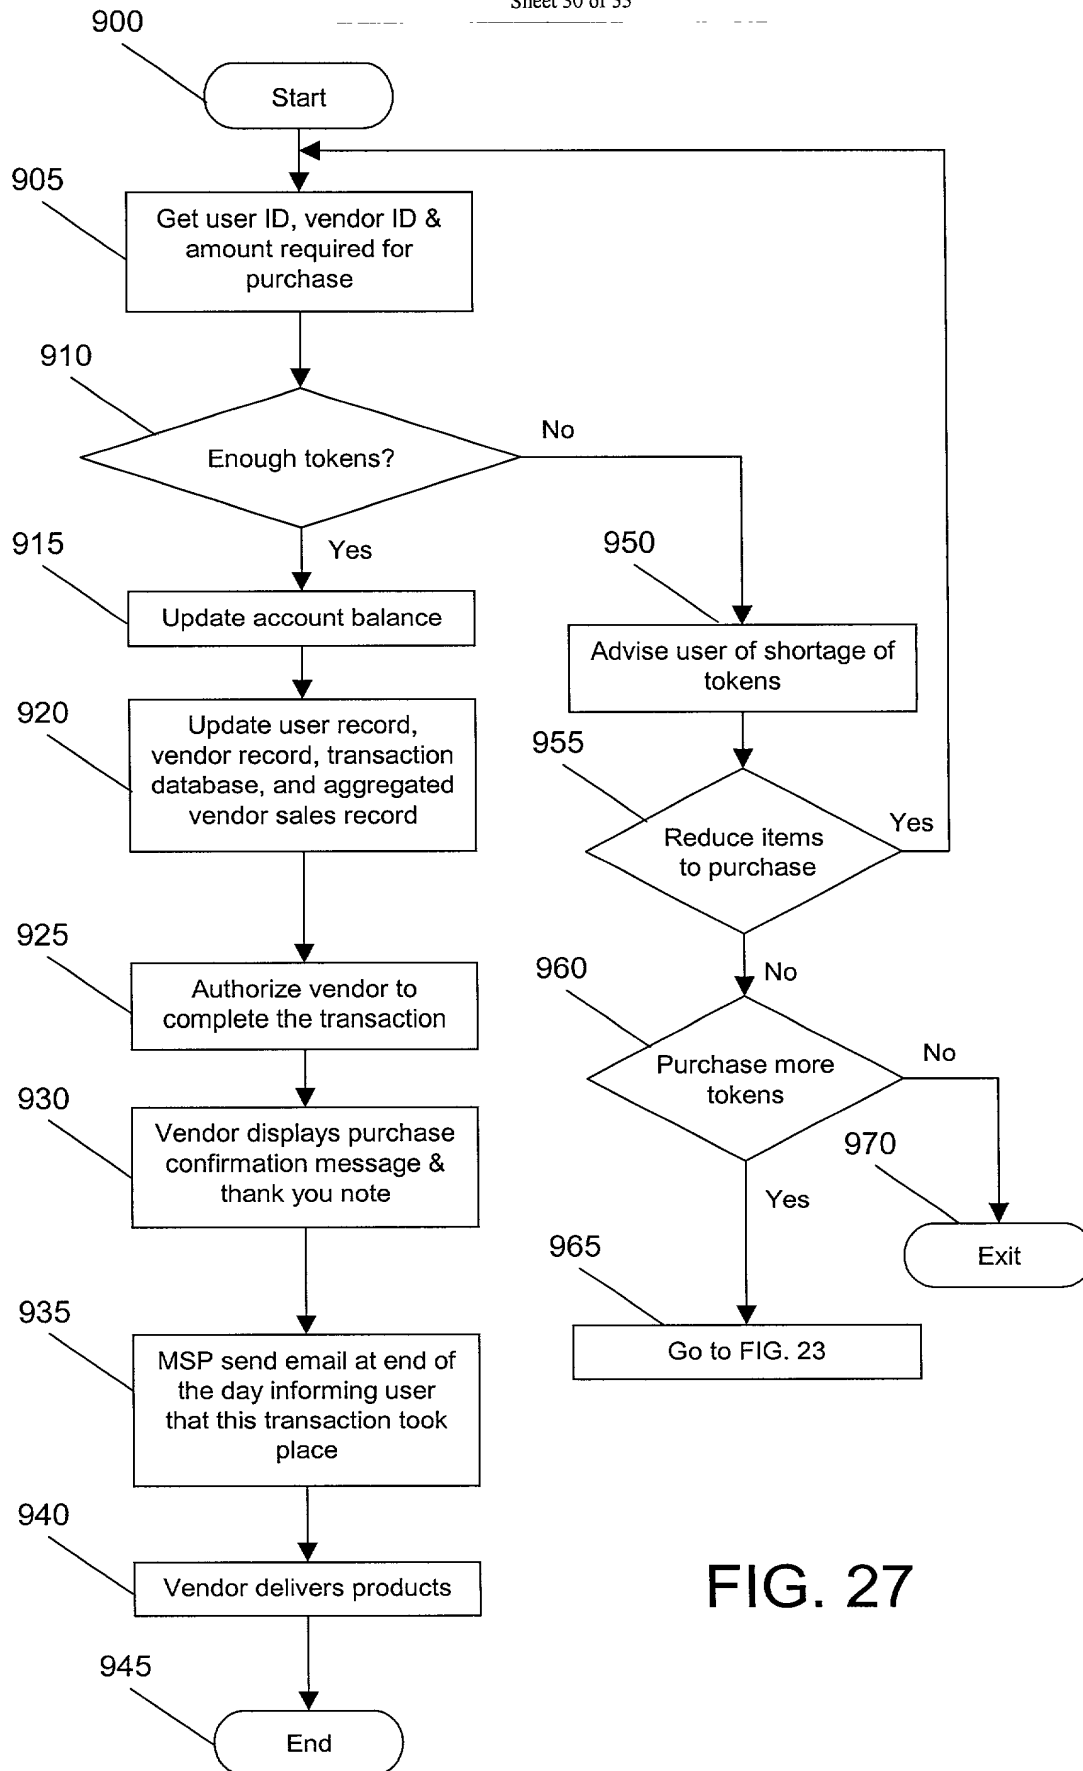 Sheet 30 of 33
900
Start
905
Get user ID, vendor ID &
amount required for
purchase
910
Enough tokens?
No
Yes
915
Update account balance
950
Advise user of shortage of
tokens
920
Update user record,
vendor record, transaction
database, and aggregated
vendor sales record
955
Reduce items
to purchase
Yes
No
925
Authorize vendor to
complete the transaction
960
Purchase more
tokens
No
Yes
930
Vendor displays purchase
confirmation message &
thank you note
970
Exit
965
Go to FIG. 23
935
MSP send email at end of
the day informing user
that this transaction took
place
940
Vendor delivers products
FIG. 27
945
End